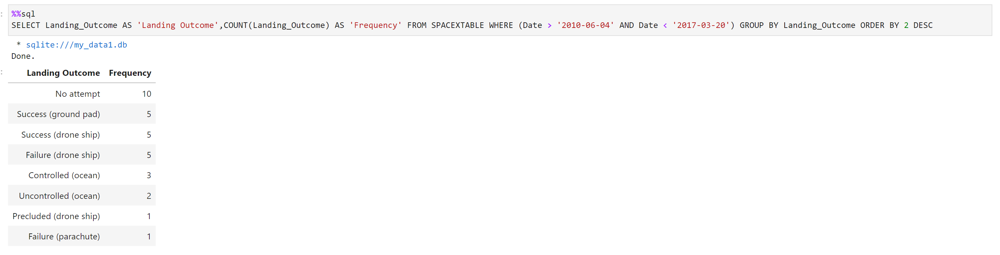 :
%%sql
SELECT Landing_Outcome AS 'Landing Outcome',COUNT(Landing_Outcome) AS 'Frequency' FROM SPACEXTABLE WHERE (Date > '2010-06-04' AND Date < '2017-03-20') GROUP BY Landing_Outcome ORDER BY 2 DESC
* sqlite:///my_data1.db
Done.
:
Landing Outcome Frequency
No attempt 10
Success (ground pad) 5
Success (drone ship) 5
Failure (drone ship) 5
Controlled (ocean) 3
Uncontrolled (ocean) 2
Precluded (drone ship) 1
Failure (parachute) 1